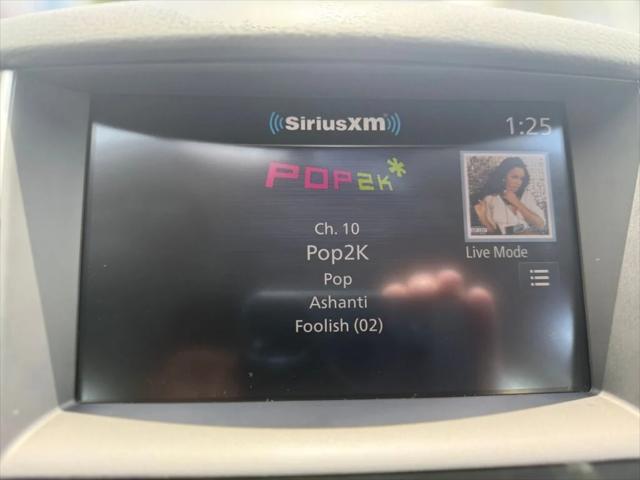 SiriusXM
1:25
POP2K*
Ch. 10
Pop2K
Live Mode
Pop
Ashanti
Foolish (02)